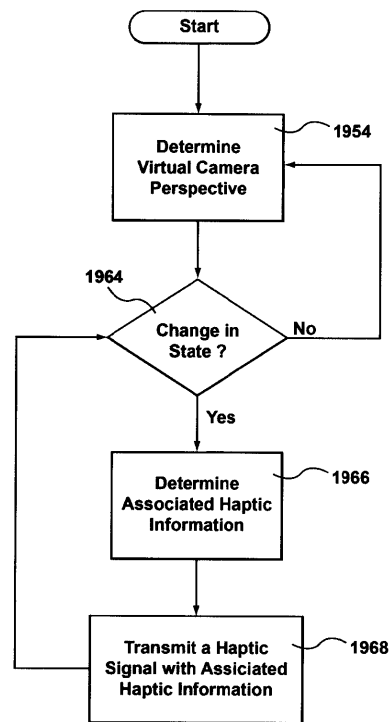 Start
1954
Determine
Virtual Camera
Perspective
1964
Change in
State ?
No
Yes
1966
Determine
Associated Haptic
Information
1968
Transmit a Haptic
Signal with Assiciated
Haptic Information